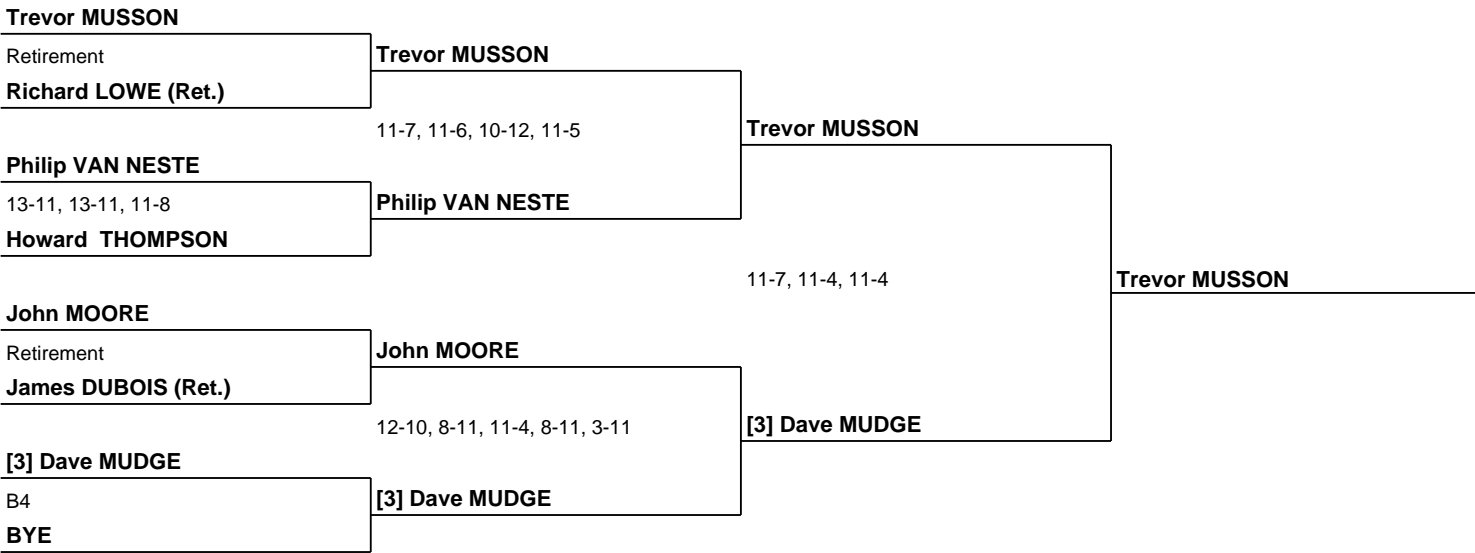 Trevor MUSSON
Retirement
Richard LOWE (Ret.)
Philip VAN NESTE
13-11, 13-11, 11-8
Howard  THOMPSON
John MOORE
Retirement
James DUBOIS (Ret.)
[3] Dave MUDGE
B4
BYE
Trevor MUSSON
11-7, 11-6, 10-12, 11-5
Philip VAN NESTE
John MOORE
12-10, 8-11, 11-4, 8-11, 3-11
[3] Dave MUDGE
Trevor MUSSON
11-7, 11-4, 11-4
[3] Dave MUDGE
Trevor MUSSON